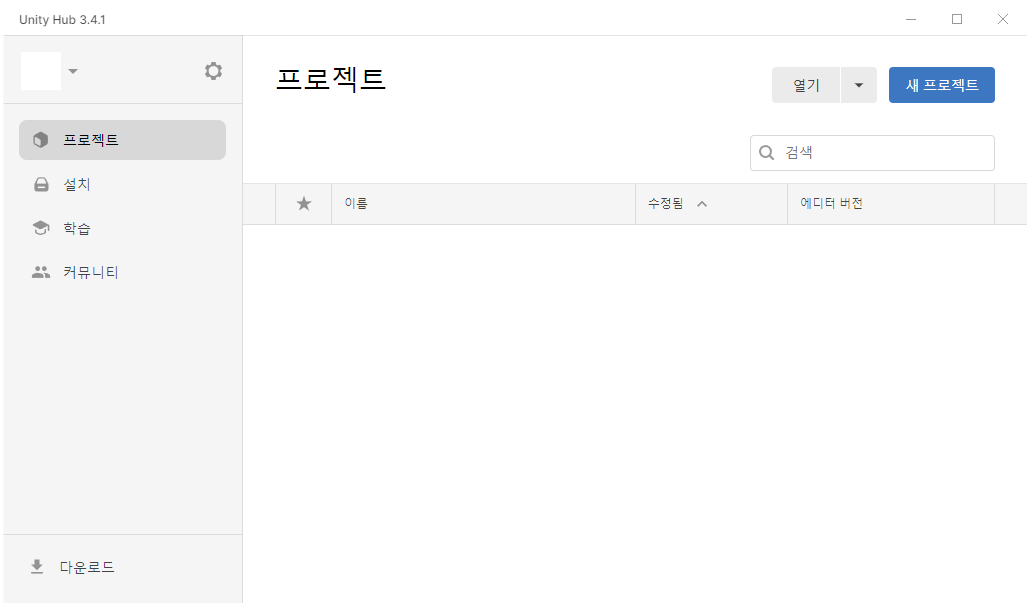 Unity Hub 3.4.1
프로젝트
설치
학습
커뮤니티
다운로드
프로젝트
열기
새 프로젝트
검색
이름 수정됨 에디터 버전